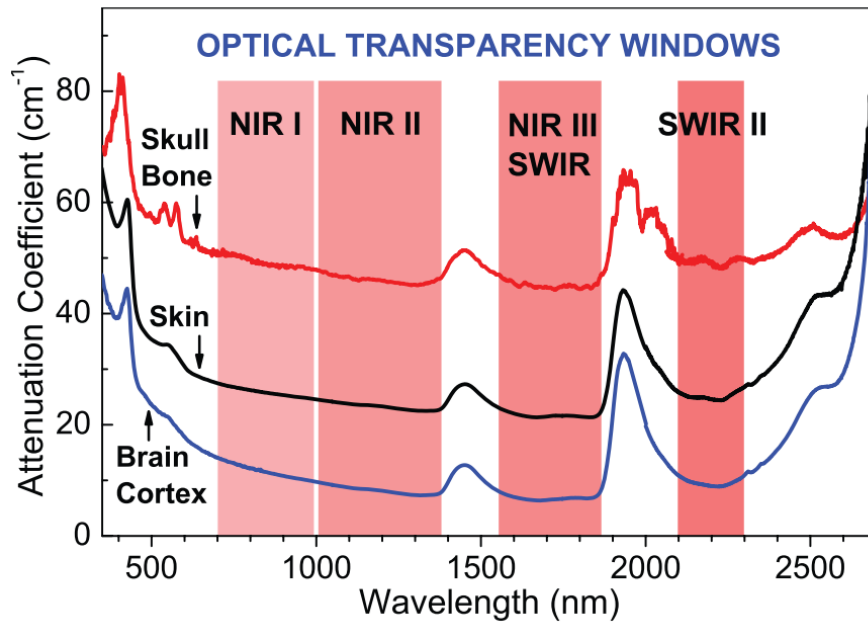 OPTICAL TRANSPARENCY WINDOWS
NIR I
NIR II
NIR III
SWIR
SWIR II
Skull
Bone
Skin
Brain
Cortex
Attenuation Coefficient (cm⁻¹)
80
60
40
20
0
500
1000
1500
2000
2500
Wavelength (nm)